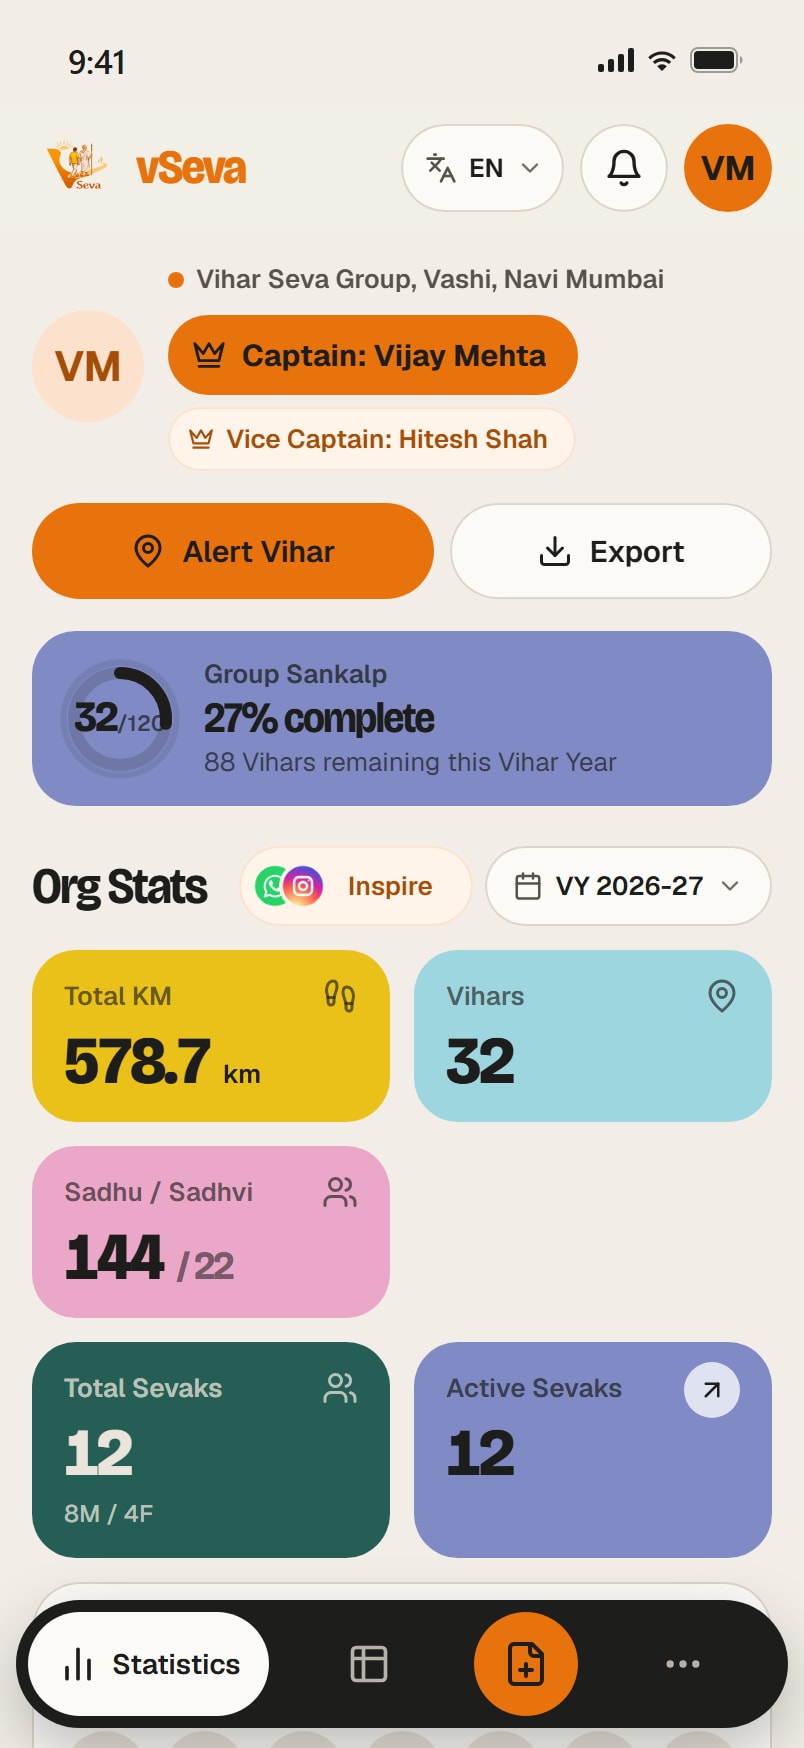 9:41
Seva
vSeva
EN
VM
Vihar Seva Group, Vashi, Navi Mumbai
VM
Captain: Vijay Mehta
Vice Captain: Hitesh Shah
Alert Vihar
Export
32/120
Group Sankalp
27% complete
88 Vihars remaining this Vihar Year
Org Stats
Inspire
VY 2026-27
Total KM
578.7 km
Vihars
32
Sadhu / Sadhvi
144 / 22
Total Sevaks
12
8M / 4F
Active Sevaks
12
Statistics